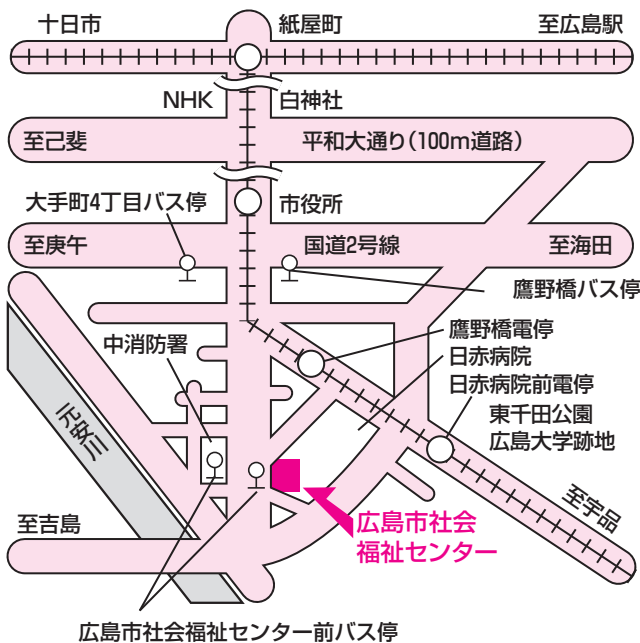 十日市
紙屋町
至広島駅
NHK
白神社
至己斐
平和大通り(100m道路)
大手町4丁目バス停
市役所
至庚午
国道2号線
至海田
鷹野橋バス停
中消防署
鷹野橋電停
日赤病院
日赤病院前電停
東千田公園
広島大学跡地
元安川
至宇品
至吉島
広島市社会
福祉センター
広島市社会福祉センター前バス停